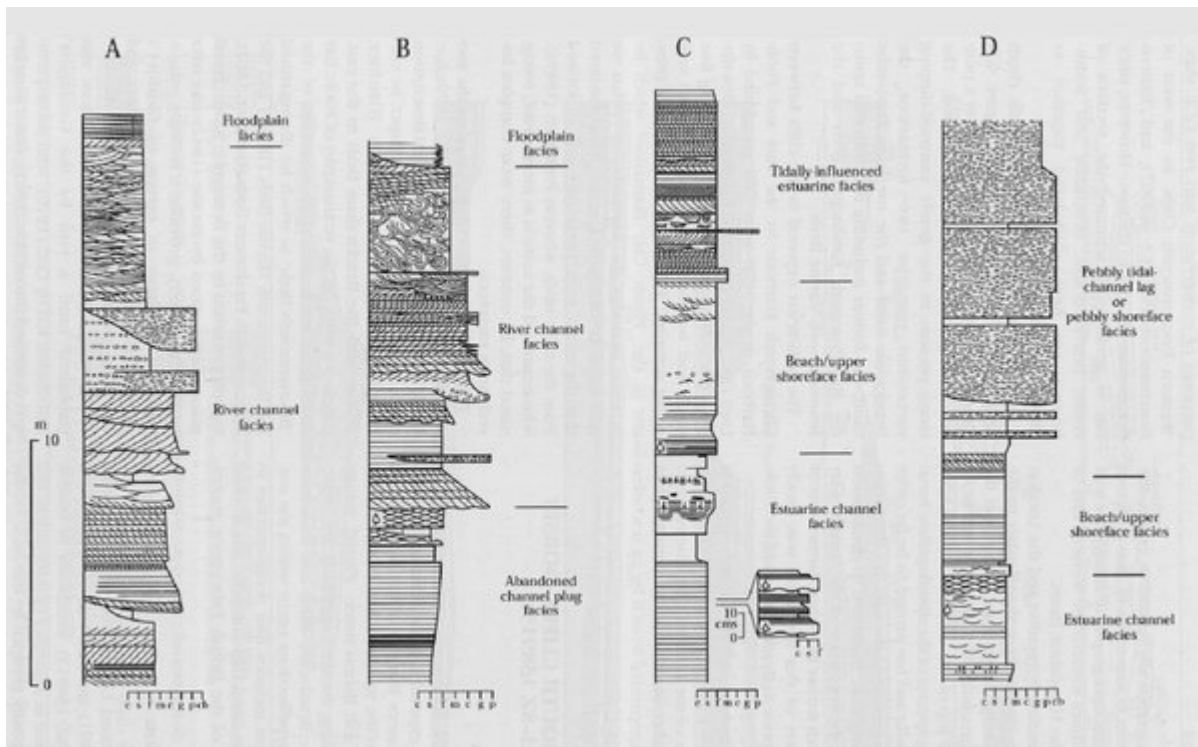 A
B
C
D
Floodplain
facies
River channel
facies
m
10
0
c s f m c g p cb
Floodplain
facies
River channel
facies
Abandoned
channel plug
facies
c s f m c g p
Tidally-influenced
estuarine facies
Beach/upper
shoreface facies
Estuarine channel
facies
10
cms
0
c s f
c s f m c g p
Pebbly tidal-
channel lag
or
pebbly shoreface
facies
Beach/upper
shoreface facies
Estuarine channel
facies
c s f m c g p cb